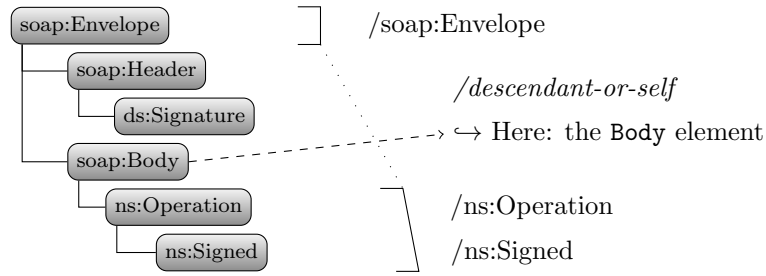 soap:Envelope
/soap:Envelope
soap:Header
/descendant-or-self
ds:Signature
↪ Here: the Body element
soap:Body
ns:Operation
/ns:Operation
ns:Signed
/ns:Signed